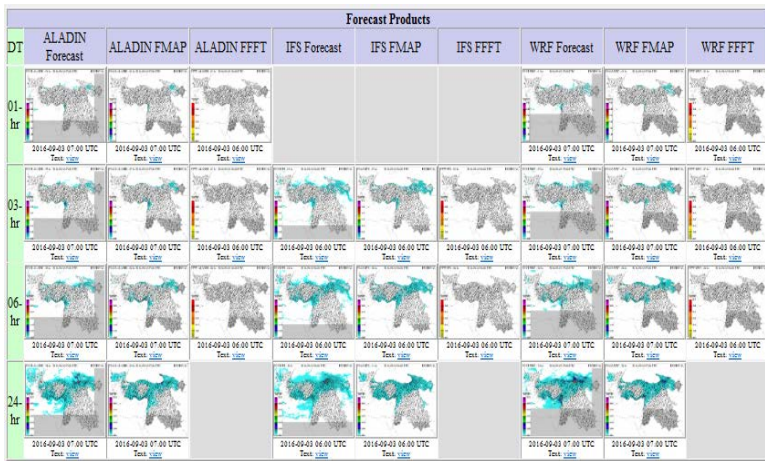 Forecast Products
DT
ALADIN
Forecast
ALADIN FMAP
ALADIN FFFT
IFS Forecast
IFS FMAP
IFS FFFT
WRF Forecast
WRF FMAP
WRF FFFT
01-
hr
2016-09-03 07.00 UTC
Text: view
2016-09-03 07.00 UTC
Text: view
2016-09-03 06.00 UTC
Text: view
2016-09-03 07.00 UTC
Text: view
2016-09-03 07.00 UTC
Text: view
2016-09-03 06.00 UTC
Text: view
03-
hr
2016-09-03 07.00 UTC
Text: view
2016-09-03 07.00 UTC
Text: view
2016-09-03 06.00 UTC
Text: view
2016-09-03 06.00 UTC
Text: view
2016-09-03 06.00 UTC
Text: view
2016-09-03 06.00 UTC
Text: view
2016-09-03 07.00 UTC
Text: view
2016-09-03 07.00 UTC
Text: view
2016-09-03 06.00 UTC
Text: view
06-
hr
2016-09-03 07.00 UTC
Text: view
2016-09-03 07.00 UTC
Text: view
2016-09-03 06.00 UTC
Text: view
2016-09-03 06.00 UTC
Text: view
2016-09-03 06.00 UTC
Text: view
2016-09-03 06.00 UTC
Text: view
2016-09-03 07.00 UTC
Text: view
2016-09-03 07.00 UTC
Text: view
2016-09-03 06.00 UTC
Text: view
24-
hr
2016-09-03 07.00 UTC
Text: view
2016-09-03 07.00 UTC
Text: view
2016-09-03 06.00 UTC
Text: view
2016-09-03 06.00 UTC
Text: view
2016-09-03 07.00 UTC
Text: view
2016-09-03 07.00 UTC
Text: view